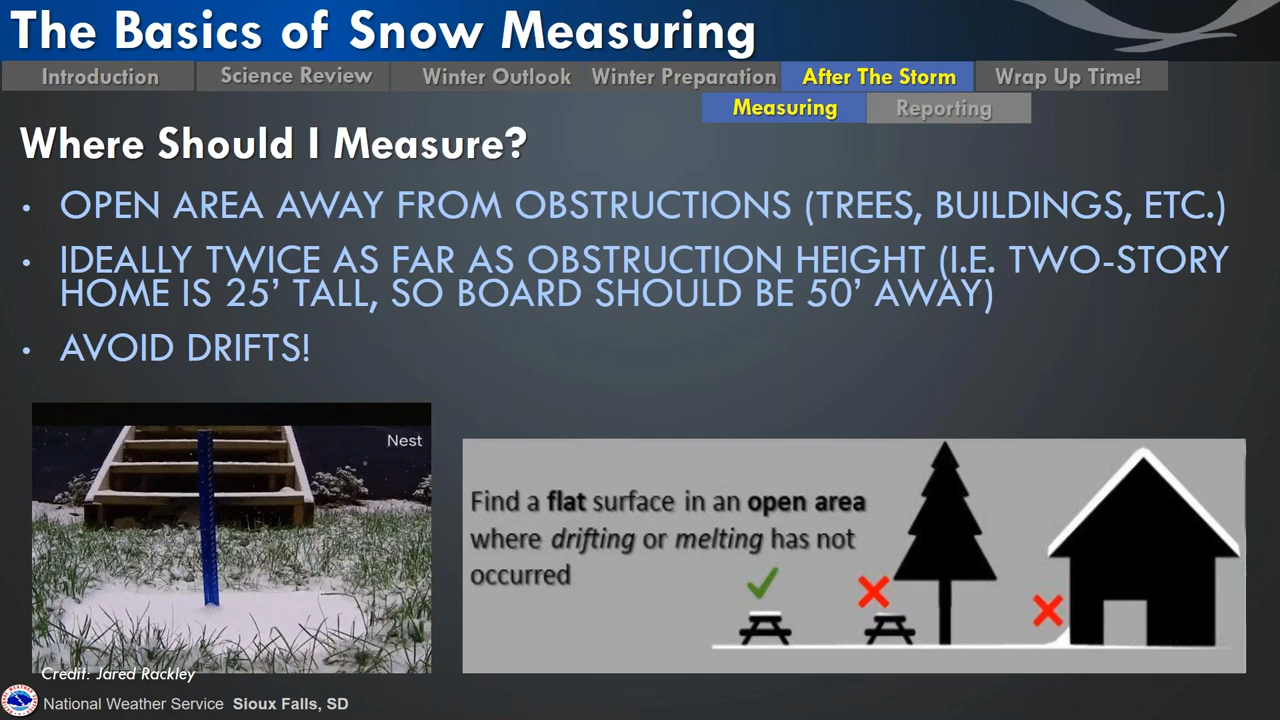 The Basics of Snow Measuring
Introduction Science Review Winter Outlook Winter Preparation After The Storm Wrap Up Time!
Measuring Reporting
Where Should I Measure?
• OPEN AREA AWAY FROM OBSTRUCTIONS (TREES, BUILDINGS, ETC.)
• IDEALLY TWICE AS FAR AS OBSTRUCTION HEIGHT (I.E. TWO-STORY
HOME IS 25’ TALL, SO BOARD SHOULD BE 50’ AWAY)
• AVOID DRIFTS!
Nest
Credit: Jared Rackley
Find a flat surface in an open area
where drifting or melting has not
occurred
National Weather Service Sioux Falls, SD